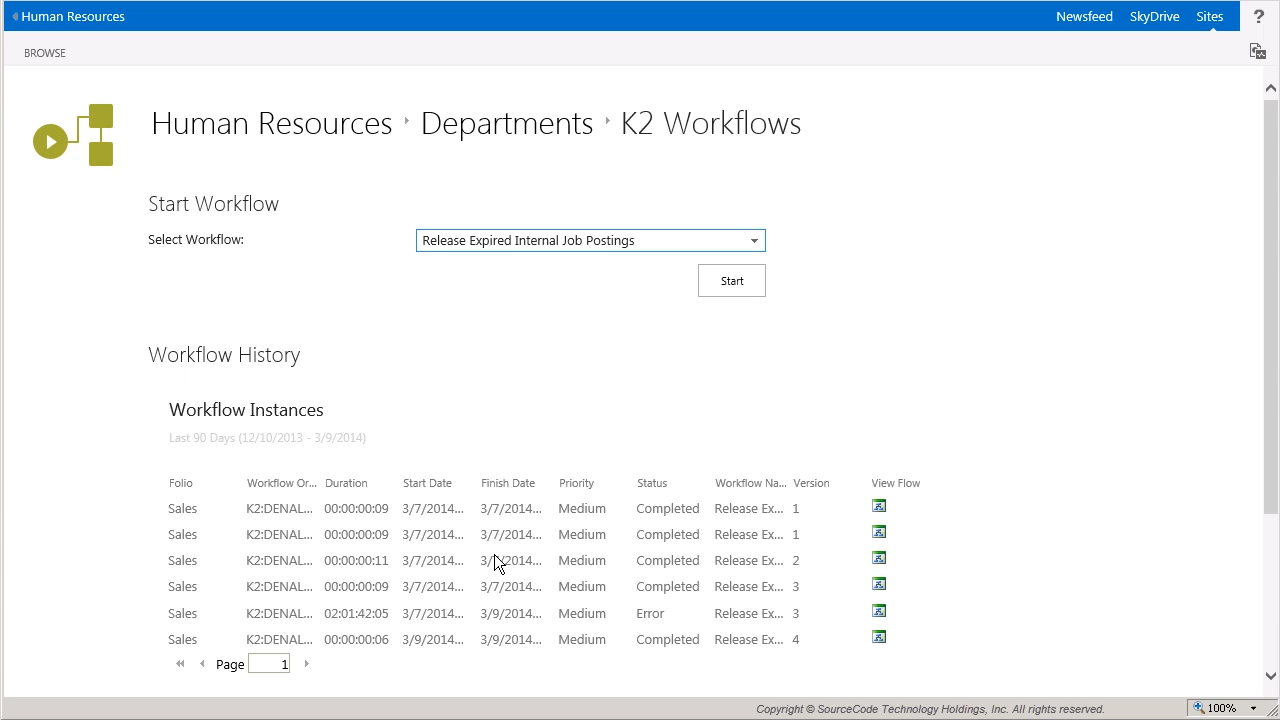 Human Resources Newsfeed SkyDrive Sites ?
BROWSE
Human Resources Departments K2 Workflows
Start Workflow
Select Workflow: Release Expired Internal Job Postings
Start
Workflow History
Workflow Instances
Last 90 Days (12/10/2013 - 3/9/2014)
Folio Workflow Or... Duration Start Date Finish Date Priority Status Workflow Na... Version View Flow
Sales K2:DENAL... 00:00:00:09 3/7/2014... 3/7/2014... Medium Completed Release Ex... 1
Sales K2:DENAL... 00:00:00:09 3/7/2014... 3/7/2014... Medium Completed Release Ex... 1
Sales K2:DENAL... 00:00:00:11 3/7/2014... 3/7/2014... Medium Completed Release Ex... 2
Sales K2:DENAL... 00:00:00:09 3/7/2014... 3/7/2014... Medium Completed Release Ex... 3
Sales K2:DENAL... 02:01:42:05 3/7/2014... 3/9/2014... Medium Error Release Ex... 3
Sales K2:DENAL... 00:00:00:06 3/9/2014... 3/9/2014... Medium Completed Release Ex... 4
Page 1
Copyright © SourceCode Technology Holdings, Inc. All rights reserved. 100%